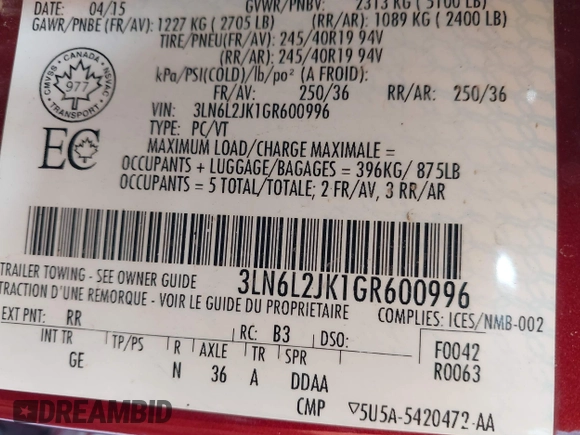 DATE: 04/15 GVWR/PNBV: 2313 KG ( 5100 LB)
GAWR/PNBE (FR/AV): 1227 KG ( 2705 LB) (RR/AR): 1089 KG ( 2400 LB)
TIRE/PNEU(FR/AV): 245/40R19 94V
(RR/AR): 245/40R19 94V
kPa/PSI(COLD)/lb/po² (A FROID):
FR/AV: 250/36 RR/AR: 250/36
CMVSS CANADA NSVAC
977
TRANSPORT
VIN: 3LN6L2JK1GR600996
TYPE: PC/VT
EC
MAXIMUM LOAD/CHARGE MAXIMALE =
OCCUPANTS + LUGGAGE/BAGAGES = 396KG/ 875LB
OCCUPANTS = 5 TOTAL/TOTALE; 2 FR/AV, 3 RR/AR
TRAILER TOWING - SEE OWNER GUIDE 3LN6L2JK1GR600996
TRACTION D'UNE REMORQUE - VOIR LE GUIDE DU PROPRIETAIRE
COMPLIES: ICES/NMB-002
EXT PNT: RR RC: B3 DSO: F0042
INT TR TP/PS R AXLE TR SPR R0063
GE N 36 A DDAA
CMP ▽5U5A-5420472-AA
DREAMBID